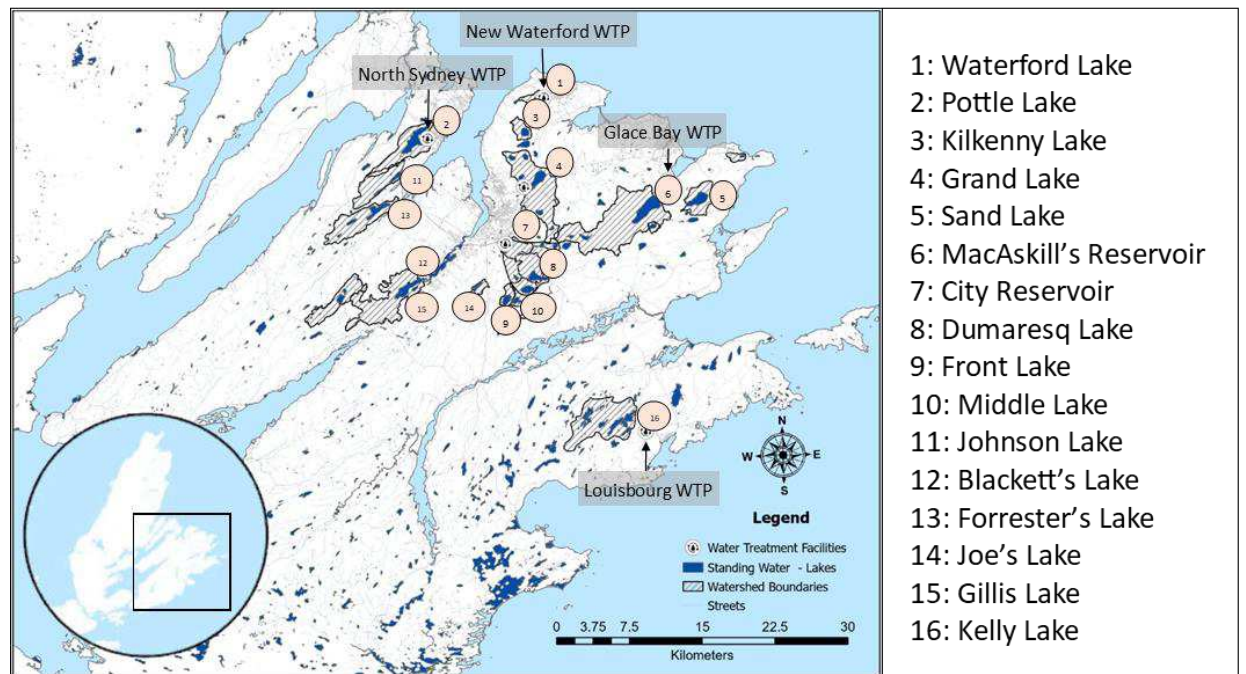 New Waterford WTP
North Sydney WTP
Glace Bay WTP
Louisbourg WTP
1
2
3
4
5
6
7
8
9
10
11
12
13
14
15
16
N
W E
S
Legend
Water Treatment Facilities
Standing Water - Lakes
Watershed Boundaries
Streets
0 3.75 7.5 15 22.5 30
Kilometers
1: Waterford Lake
2: Pottle Lake
3: Kilkenny Lake
4: Grand Lake
5: Sand Lake
6: MacAskill's Reservoir
7: City Reservoir
8: Dumaresq Lake
9: Front Lake
10: Middle Lake
11: Johnson Lake
12: Blackett's Lake
13: Forrester's Lake
14: Joe's Lake
15: Gillis Lake
16: Kelly Lake